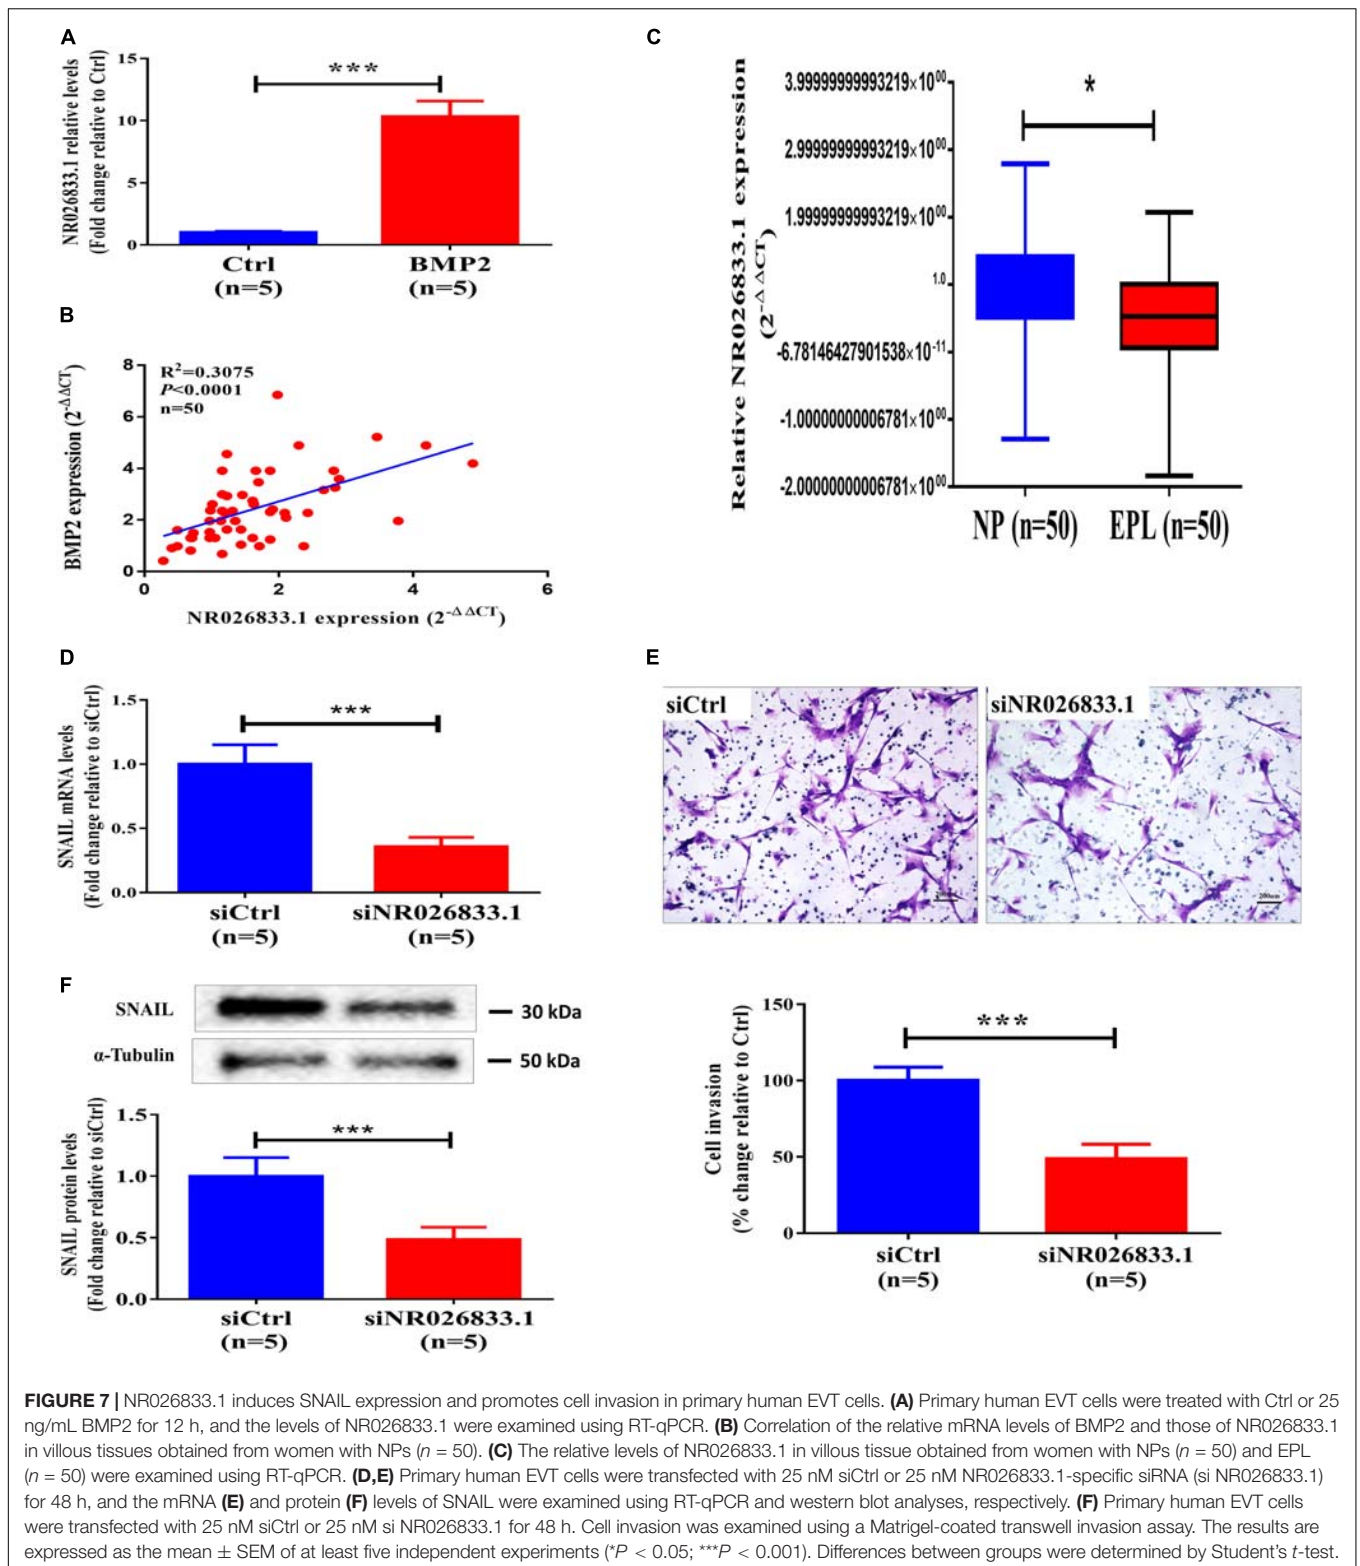 A
NR026833.1 relative levels
(Fold change relative to Ctrl)
15
10
5
0
***
Ctrl
(n=5)
BMP2
(n=5)
B
BMP2 expression (2-ΔΔCT)
8
6
4
2
0
R2=0.3075
P<0.0001
n=50
0
2
4
6
NR026833.1 expression (2-Δ ΔCT)
C
Relative NR026833.1 expression
(2-Δ ΔCT)
3.99999999993219×1000
2.99999999993219×1000
1.99999999993219×1000
1.0
-6.78146427901538×10-11
-1.00000000006781×1000
-2.00000000006781×1000
*
NP (n=50)
EPL (n=50)
D
SNAIL mRNA levels
(Fold change relative to siCtrl)
1.5
1.0
0.5
0.0
***
siCtrl
(n=5)
siNR026833.1
(n=5)
E
siCtrl
siNR026833.1
200um
150
100
50
0
Cell invasion
(% change relative to Ctrl)
***
siCtrl
(n=5)
siNR026833.1
(n=5)
F
SNAIL
30 kDa
α-Tubulin
50 kDa
SNAIL protein levels
(Fold change relative to siCtrl)
1.5
1.0
0.5
0.0
***
siCtrl
(n=5)
siNR026833.1
(n=5)
FIGURE 7 | NR026833.1 induces SNAIL expression and promotes cell invasion in primary human EVT cells. (A) Primary human EVT cells were treated with Ctrl or 25
ng/mL BMP2 for 12 h, and the levels of NR026833.1 were examined using RT-qPCR. (B) Correlation of the relative mRNA levels of BMP2 and those of NR026833.1
in villous tissues obtained from women with NPs (n = 50). (C) The relative levels of NR026833.1 in villous tissue obtained from women with NPs (n = 50) and EPL
(n = 50) were examined using RT-qPCR. (D,E) Primary human EVT cells were transfected with 25 nM siCtrl or 25 nM NR026833.1-specific siRNA (si NR026833.1)
for 48 h, and the mRNA (E) and protein (F) levels of SNAIL were examined using RT-qPCR and western blot analyses, respectively. (F) Primary human EVT cells
were transfected with 25 nM siCtrl or 25 nM si NR026833.1 for 48 h. Cell invasion was examined using a Matrigel-coated transwell invasion assay. The results are
expressed as the mean ± SEM of at least five independent experiments (*P < 0.05; ***P < 0.001). Differences between groups were determined by Student's t-test.